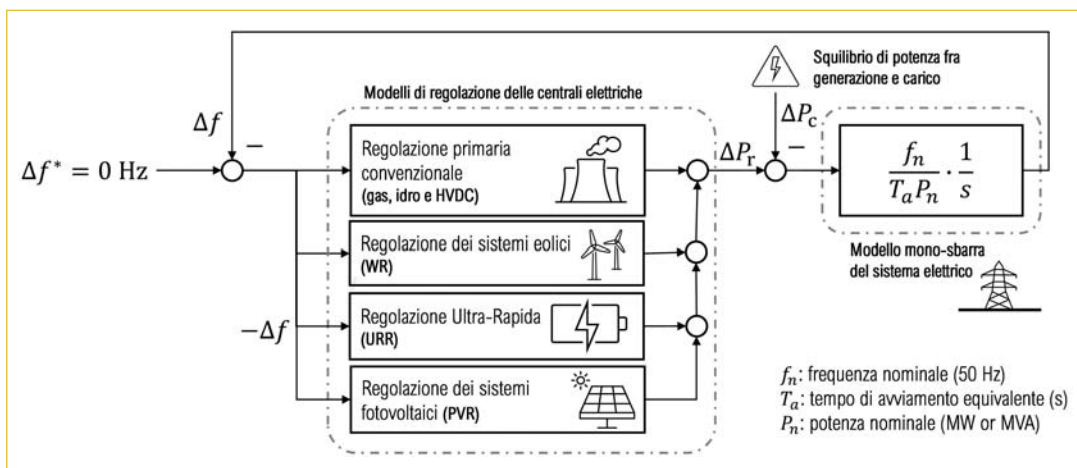 Squilibrio di potenza fra
generazione e carico
Modelli di regolazione delle centrali elettriche
Δf
−
ΔP_c
ΔP_r
−
Δf* = 0 Hz
Regolazione primaria
convenzionale
(gas, idro e HVDC)
f_n / (T_a P_n) · 1/s
Regolazione dei sistemi eolici
(WR)
Modello mono-sbarra
del sistema elettrico
−Δf
Regolazione Ultra-Rapida
(URR)
Regolazione dei sistemi
fotovoltaici (PVR)
f_n: frequenza nominale (50 Hz)
T_a: tempo di avviamento equivalente (s)
P_n: potenza nominale (MW or MVA)